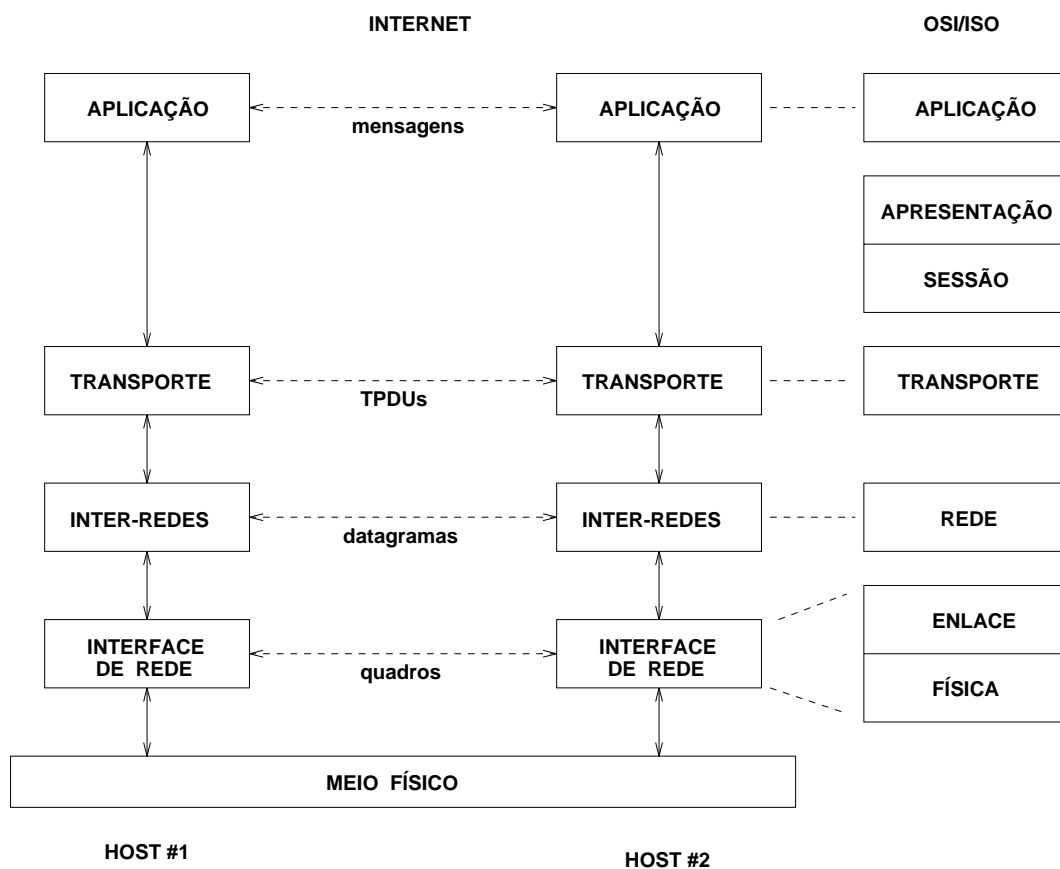 INTERNET
OSI/ISO
APLICAÇÃO
APLICAÇÃO
APLICAÇÃO
mensagens
APRESENTAÇÃO
SESSÃO
TRANSPORTE
TRANSPORTE
TRANSPORTE
TPDUs
INTER-REDES
INTER-REDES
REDE
datagramas
ENLACE
INTERFACE
DE REDE
INTERFACE
DE REDE
quadros
FÍSICA
MEIO FÍSICO
HOST #1
HOST #2